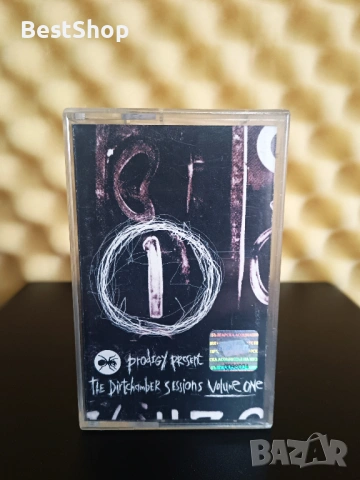 BestShop
prodigy present
the Dirtchamber Sessions Volume One
BAZAR